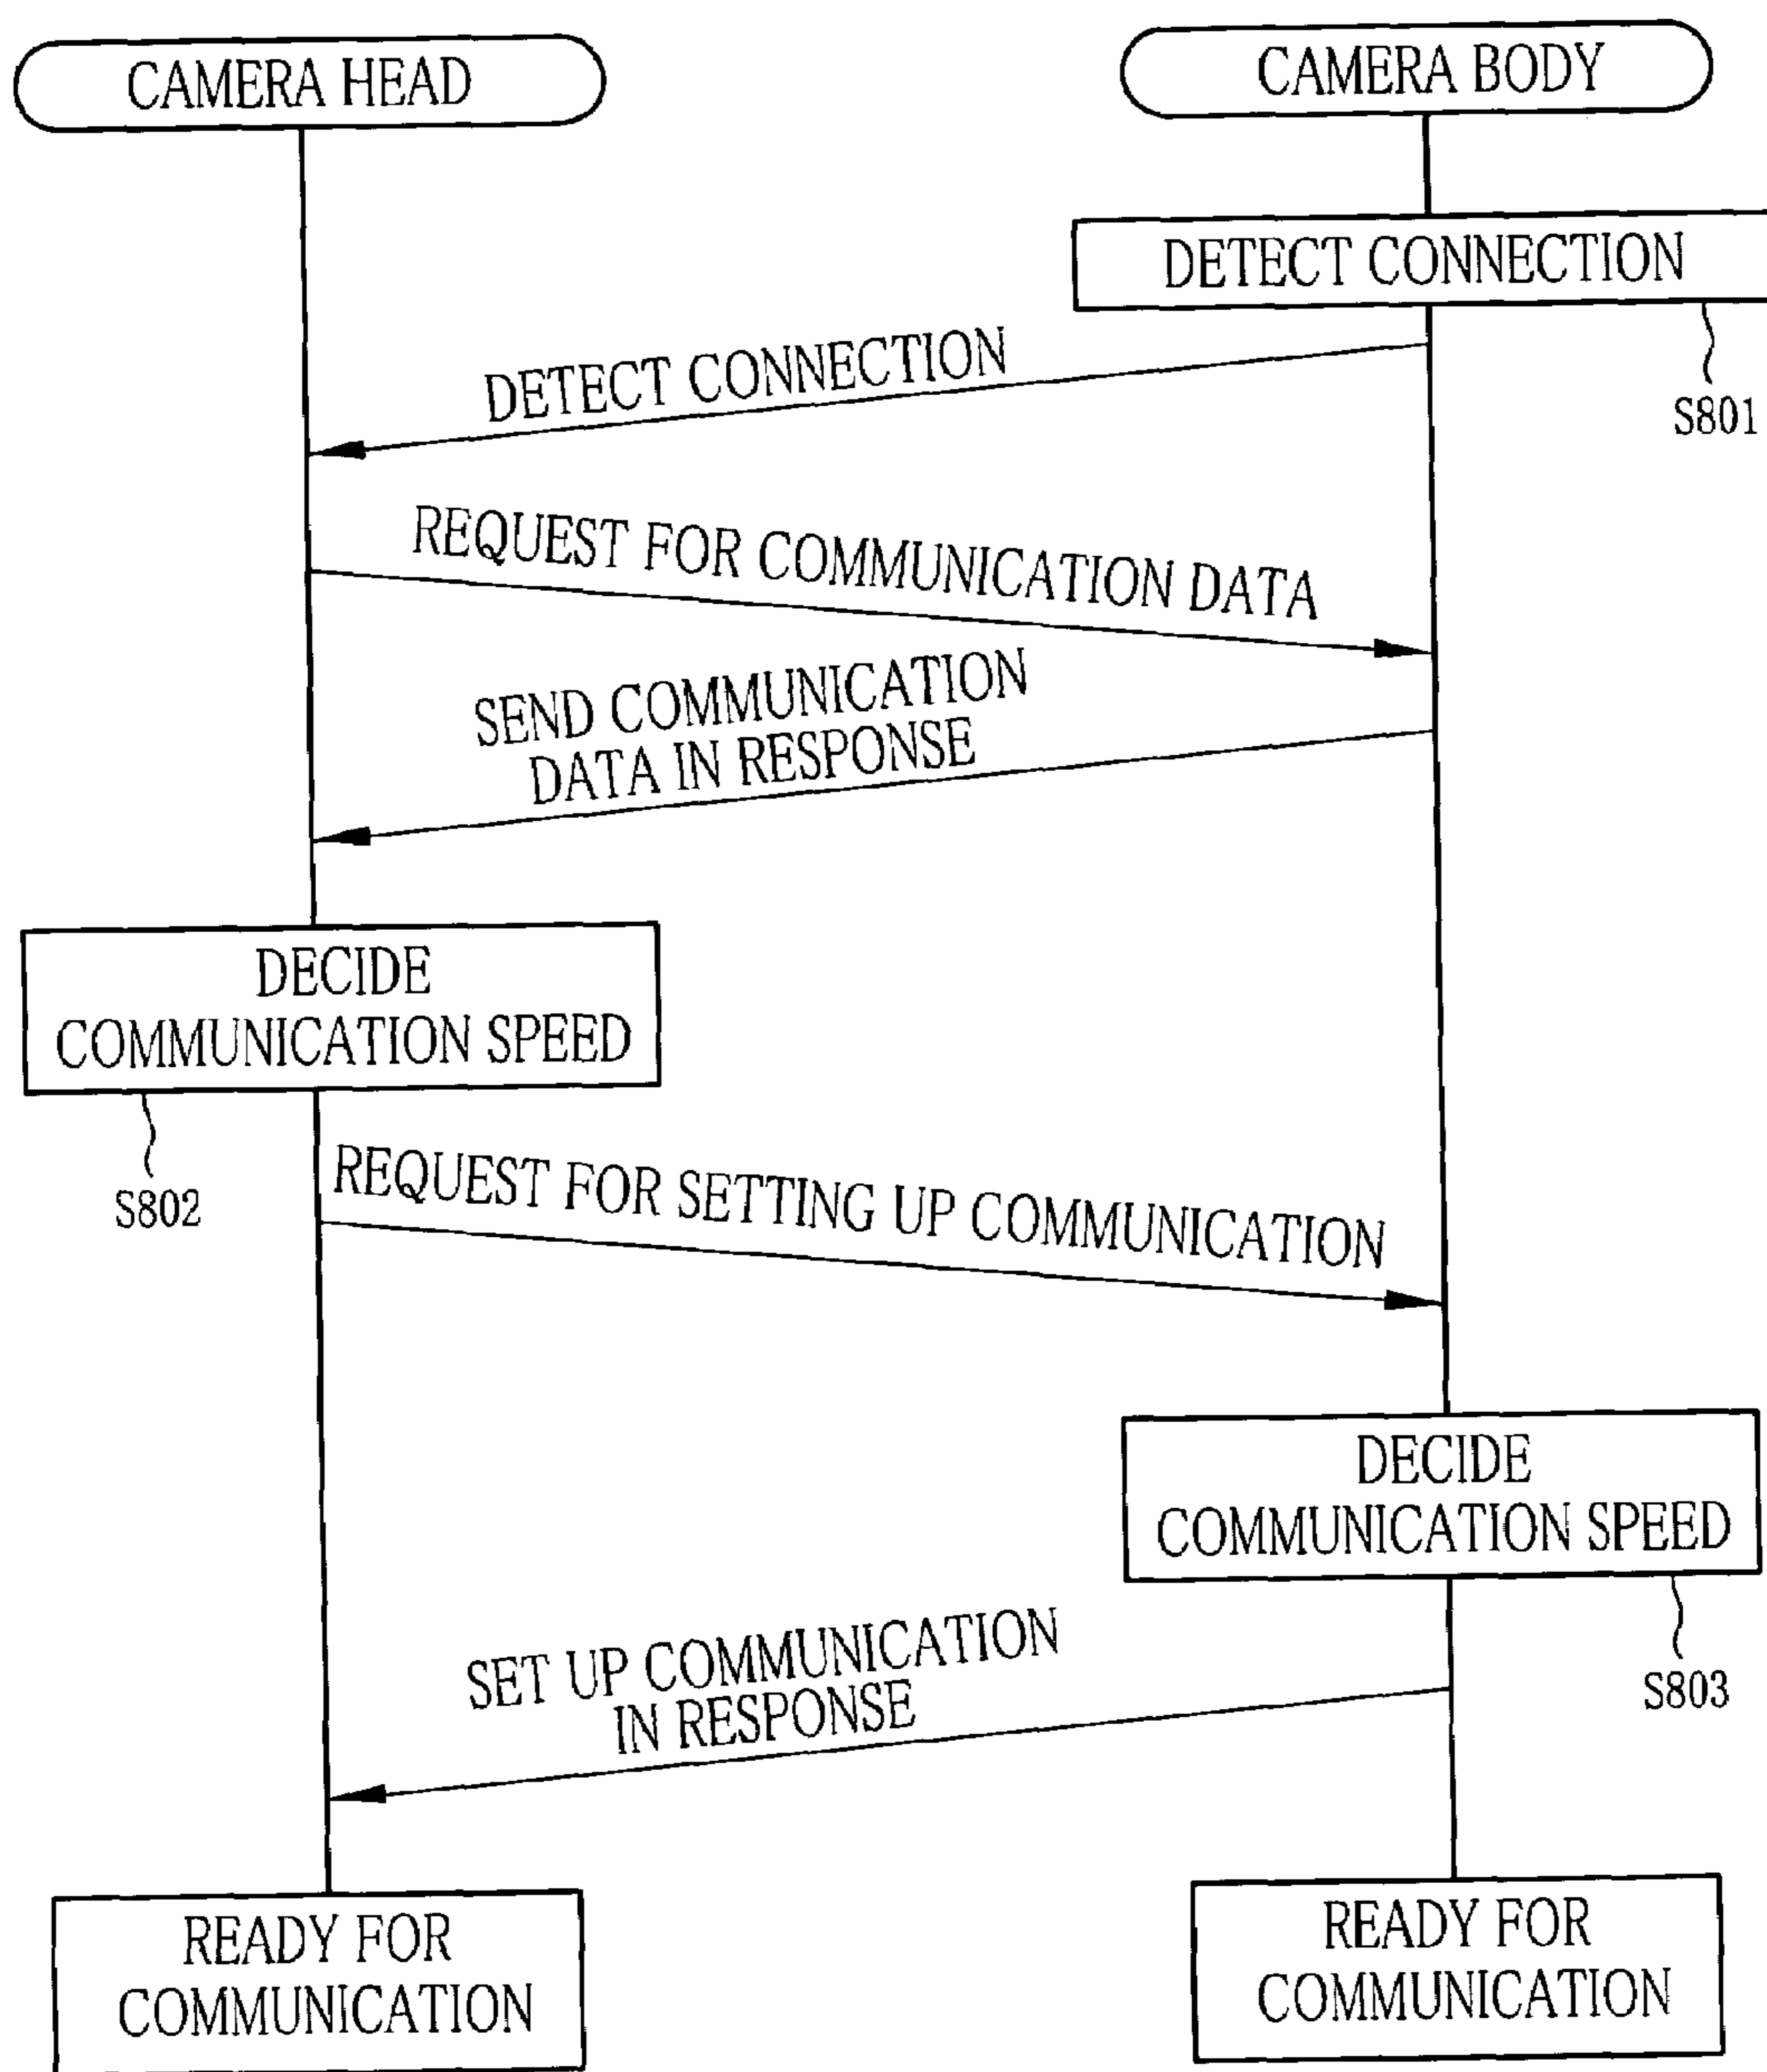 CAMERA HEAD
CAMERA BODY
DETECT CONNECTION
S801
DETECT CONNECTION
REQUEST FOR COMMUNICATION DATA
SEND COMMUNICATION
DATA IN RESPONSE
DECIDE
COMMUNICATION SPEED
S802
REQUEST FOR SETTING UP COMMUNICATION
DECIDE
COMMUNICATION SPEED
S803
SET UP COMMUNICATION
IN RESPONSE
READY FOR
COMMUNICATION
READY FOR
COMMUNICATION